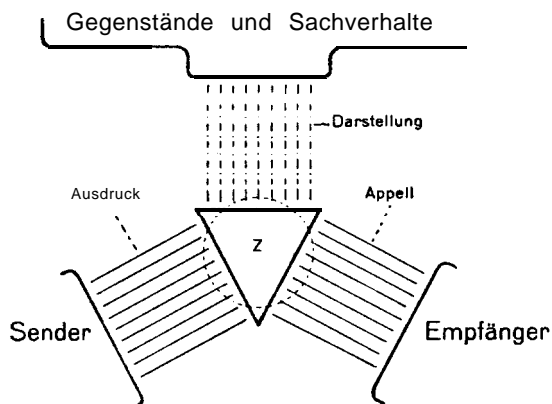 Gegenstände und Sachverhalte
Darstellung
Ausdruck
Appell
Z
Sender
Empfänger